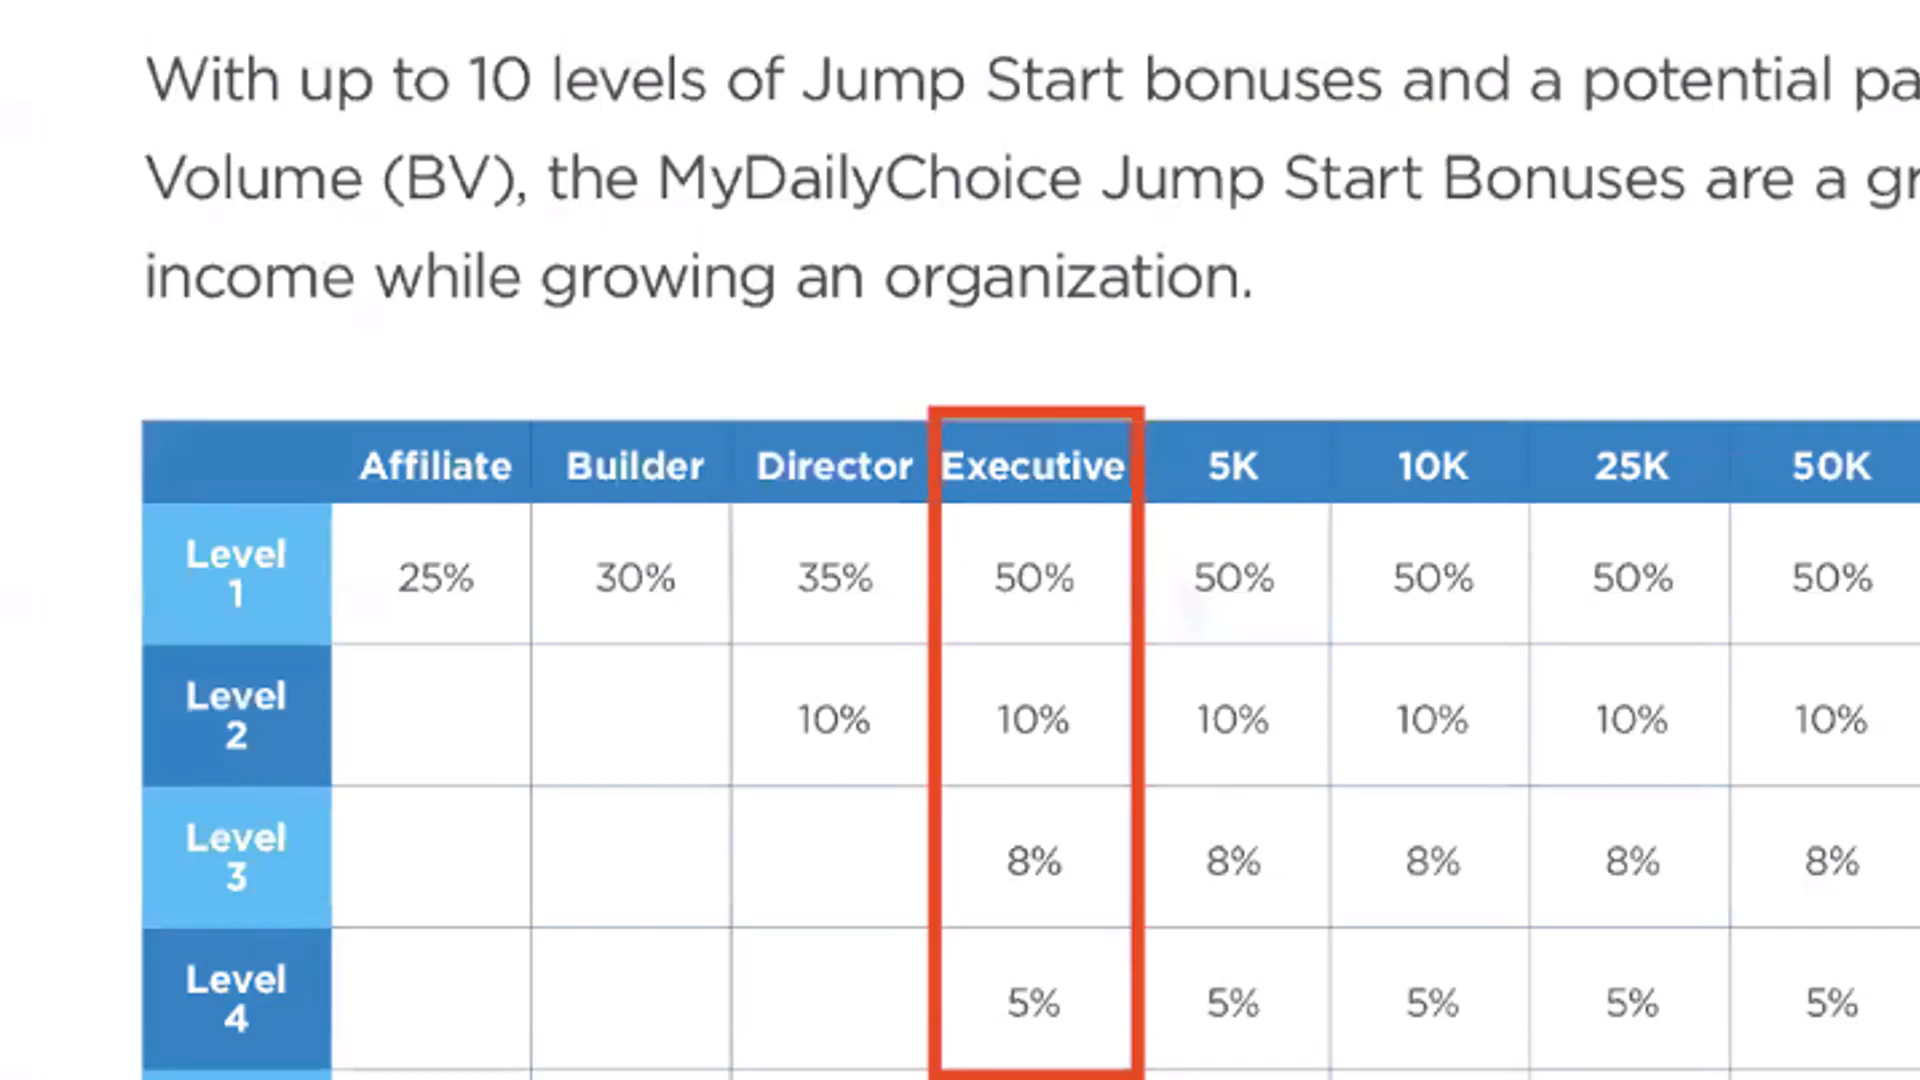 With up to 10 levels of Jump Start bonuses and a potential
Volume (BV), the MyDailyChoice Jump Start Bonuses are a
income while growing an organization.
Affiliate Builder Director Executive 5K 10K 25K 50K
Level
1
25% 30% 35% 50% 50% 50% 50% 50%
Level
2
10% 10% 10% 10% 10% 10%
Level
3
8% 8% 8% 8% 8%
Level
4
5% 5% 5% 5% 5%